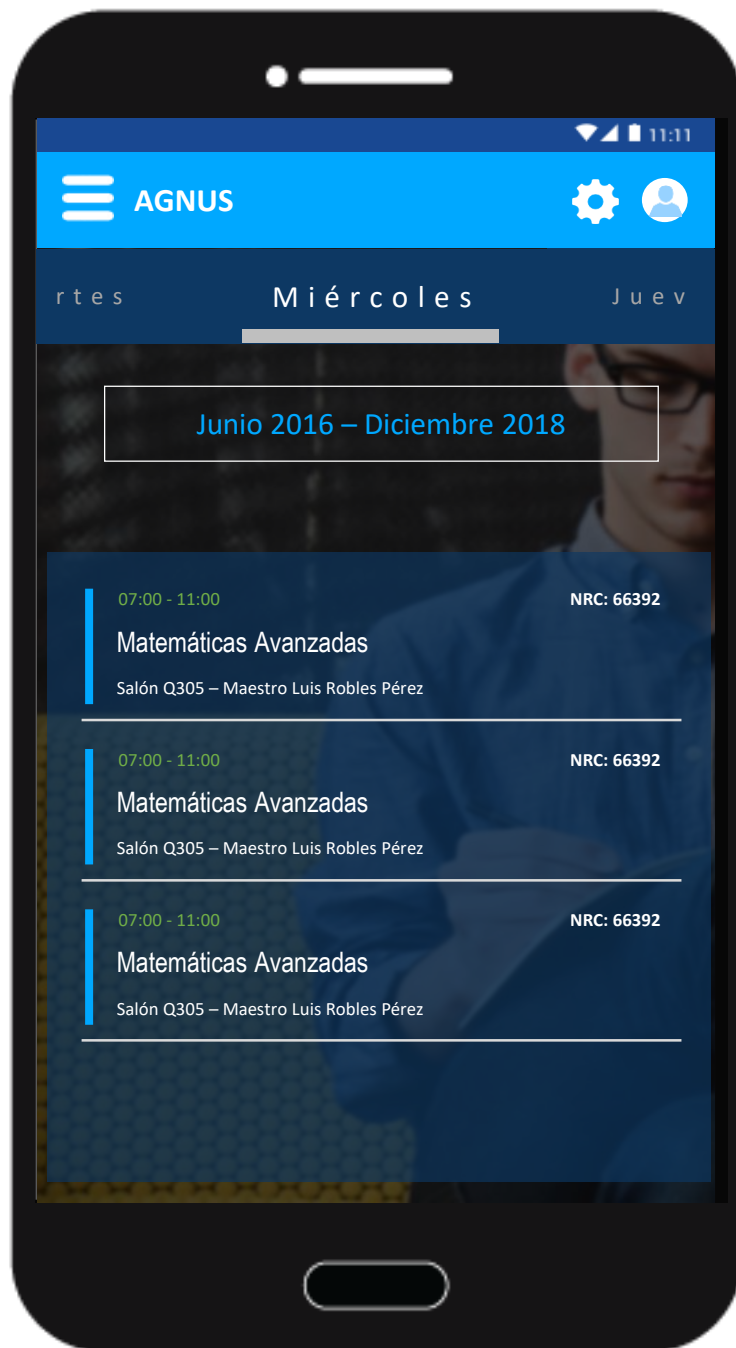 11:11
AGNUS
rtes Miércoles Juev
Junio 2016 – Diciembre 2018
07:00 - 11:00 NRC: 66392
Matemáticas Avanzadas
Salón Q305 – Maestro Luis Robles Pérez
07:00 - 11:00 NRC: 66392
Matemáticas Avanzadas
Salón Q305 – Maestro Luis Robles Pérez
07:00 - 11:00 NRC: 66392
Matemáticas Avanzadas
Salón Q305 – Maestro Luis Robles Pérez